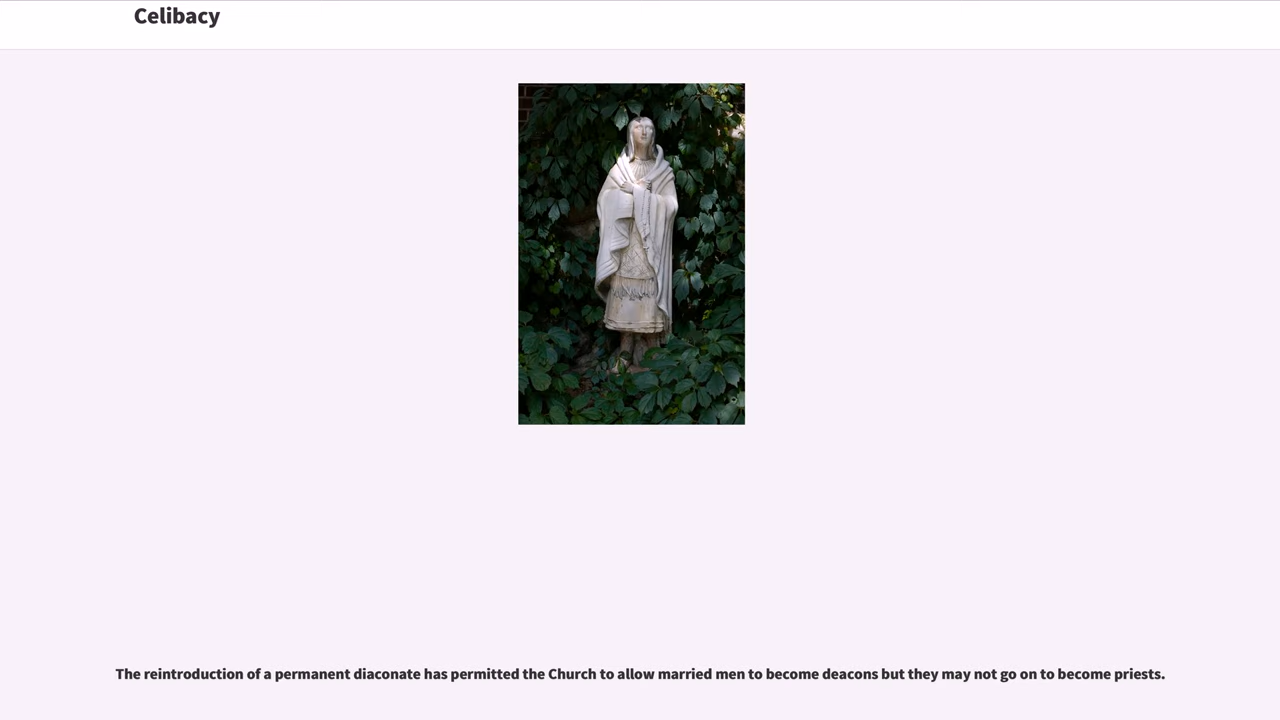 Celibacy
The reintroduction of a permanent diaconate has permitted the Church to allow married men to become deacons but they may not go on to become priests.